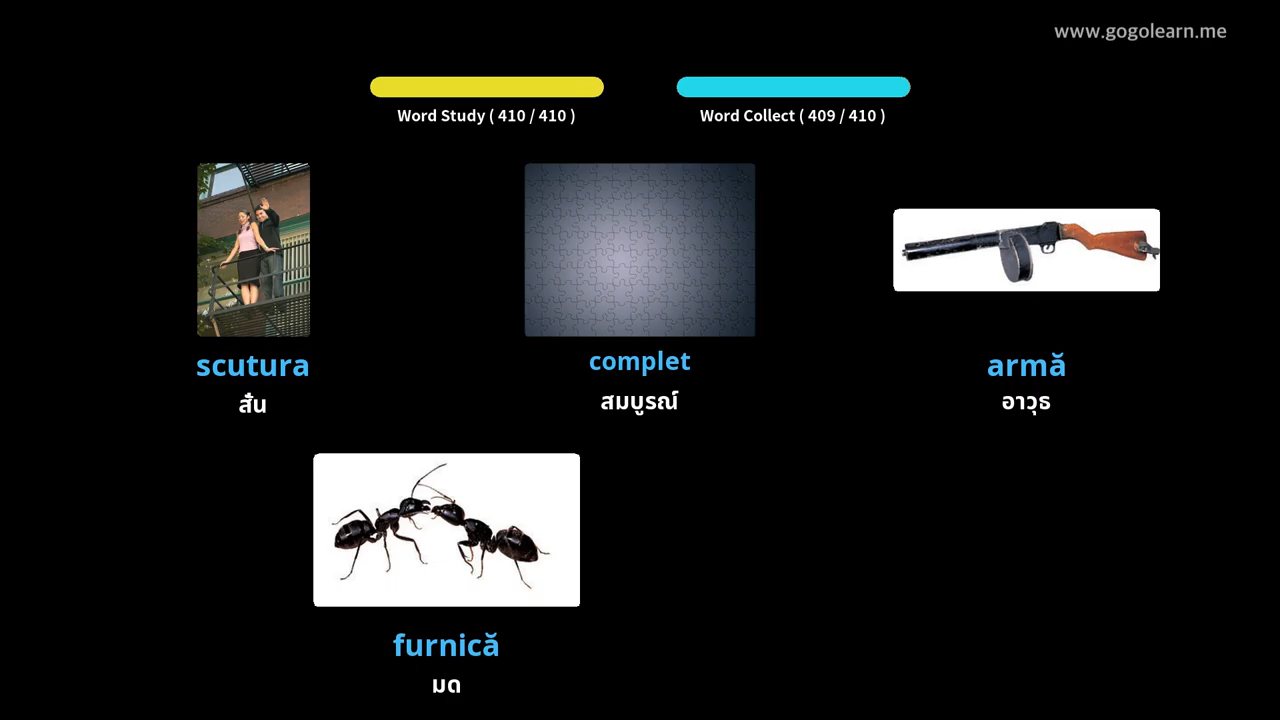 www.gogolearn.me
Word Study ( 410 / 410 )
Word Collect ( 409 / 410 )
scutura
สั่น
complet
สมบูรณ์
armă
อาวุธ
furnică
มด